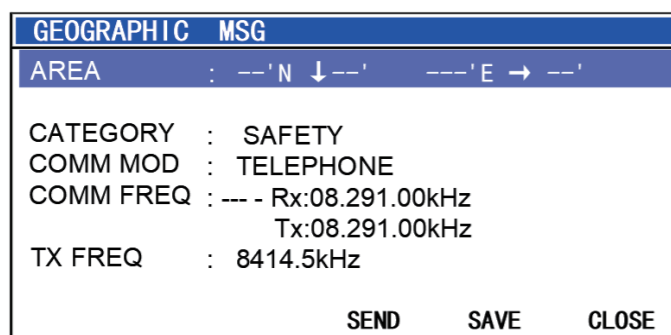 GEOGRAPHIC MSG
AREA : --'N ↓--' ---'E → --'
CATEGORY : SAFETY
COMM MOD : TELEPHONE
COMM FREQ : --- - Rx:08.291.00kHz
Tx:08.291.00kHz
TX FREQ : 8414.5kHz
SEND SAVE CLOSE